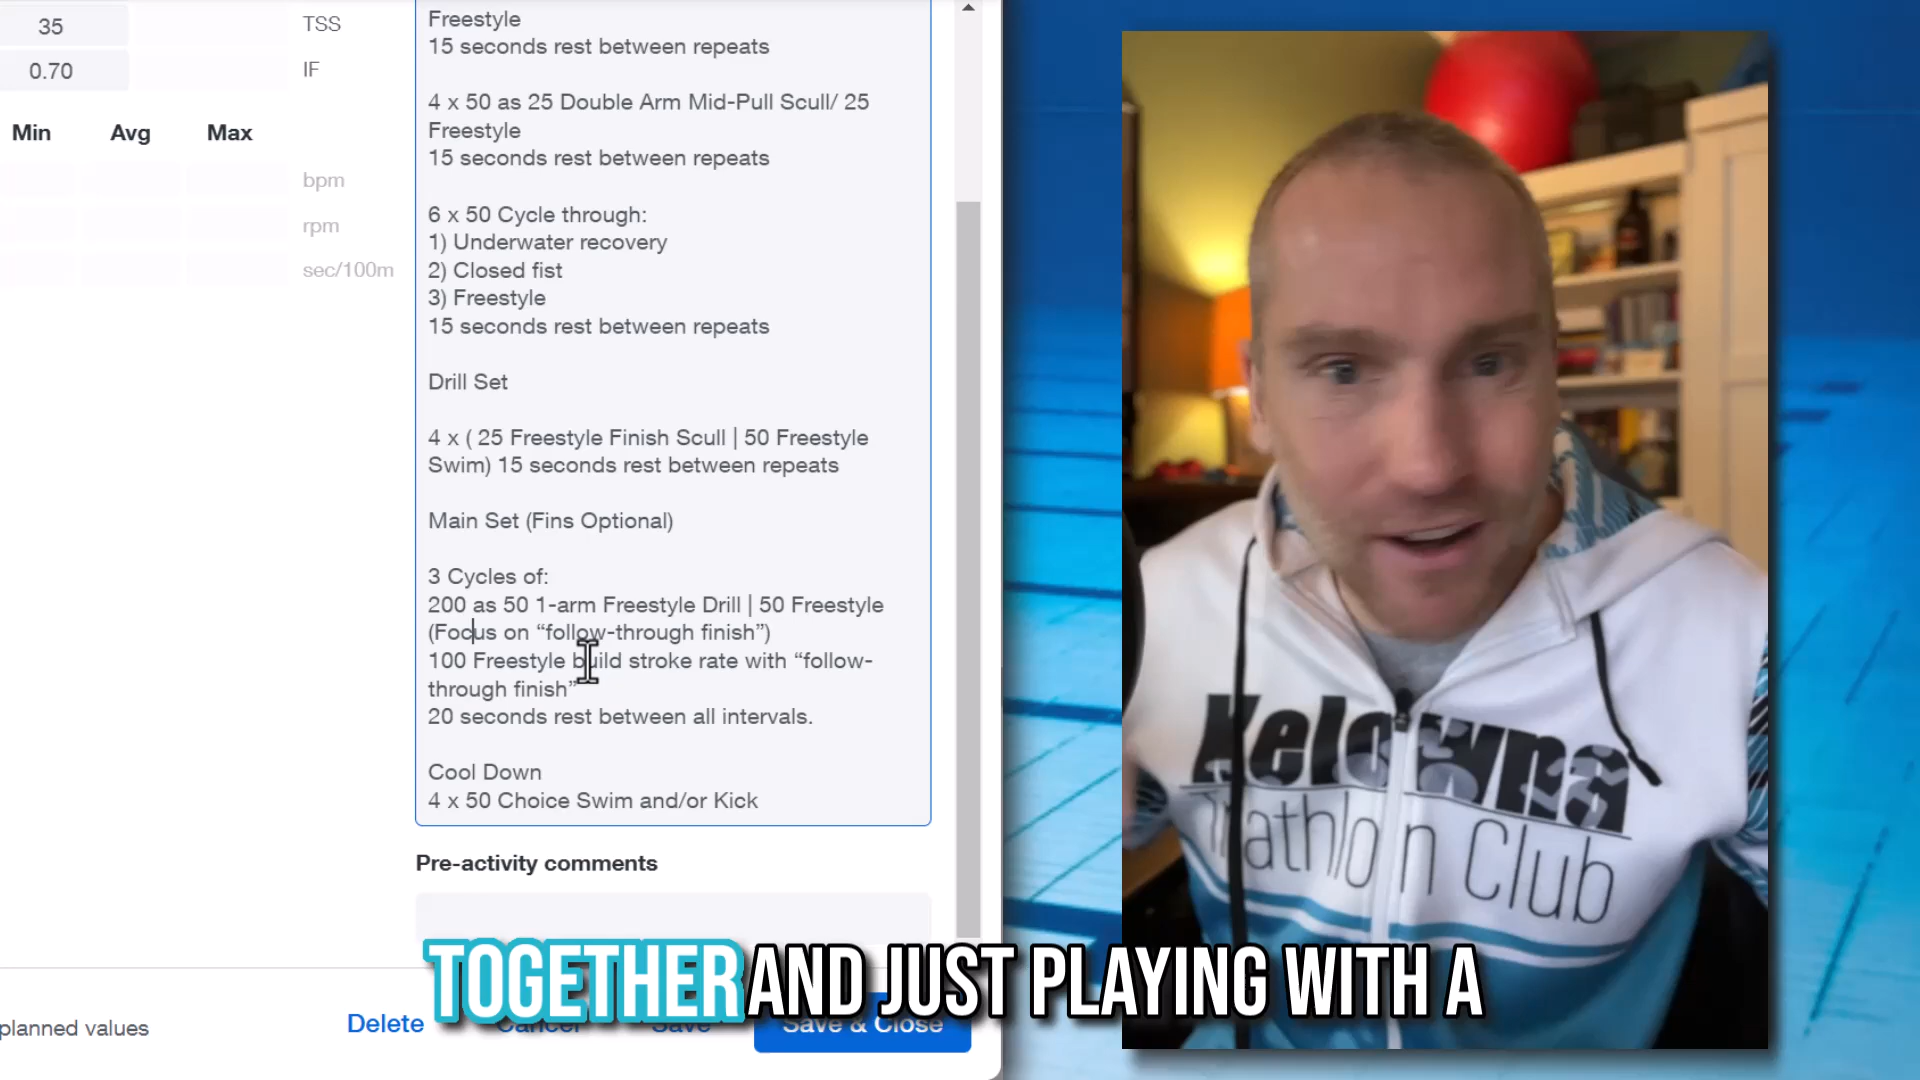 35
TSS
0.70
IF
Min Avg Max
bpm
rpm
sec/100m
Freestyle
15 seconds rest between repeats
4 x 50 as 25 Double Arm Mid-Pull Scull/ 25
Freestyle
15 seconds rest between repeats
6 x 50 Cycle through:
1) Underwater recovery
2) Closed fist
3) Freestyle
15 seconds rest between repeats
Drill Set
4 x ( 25 Freestyle Finish Scull | 50 Freestyle
Swim) 15 seconds rest between repeats
Main Set (Fins Optional)
3 Cycles of:
200 as 50 1-arm Freestyle Drill | 50 Freestyle
(Focus on “follow-through finish”)
100 Freestyle build stroke rate with “follow-
through finish”
20 seconds rest between all intervals.
Cool Down
4 x 50 Choice Swim and/or Kick
Pre-activity comments
planned values
Delete
Cancel
Save
Save & Close
TOGETHER AND JUST PLAYING WITH A
Kelowna
Triathlon Club